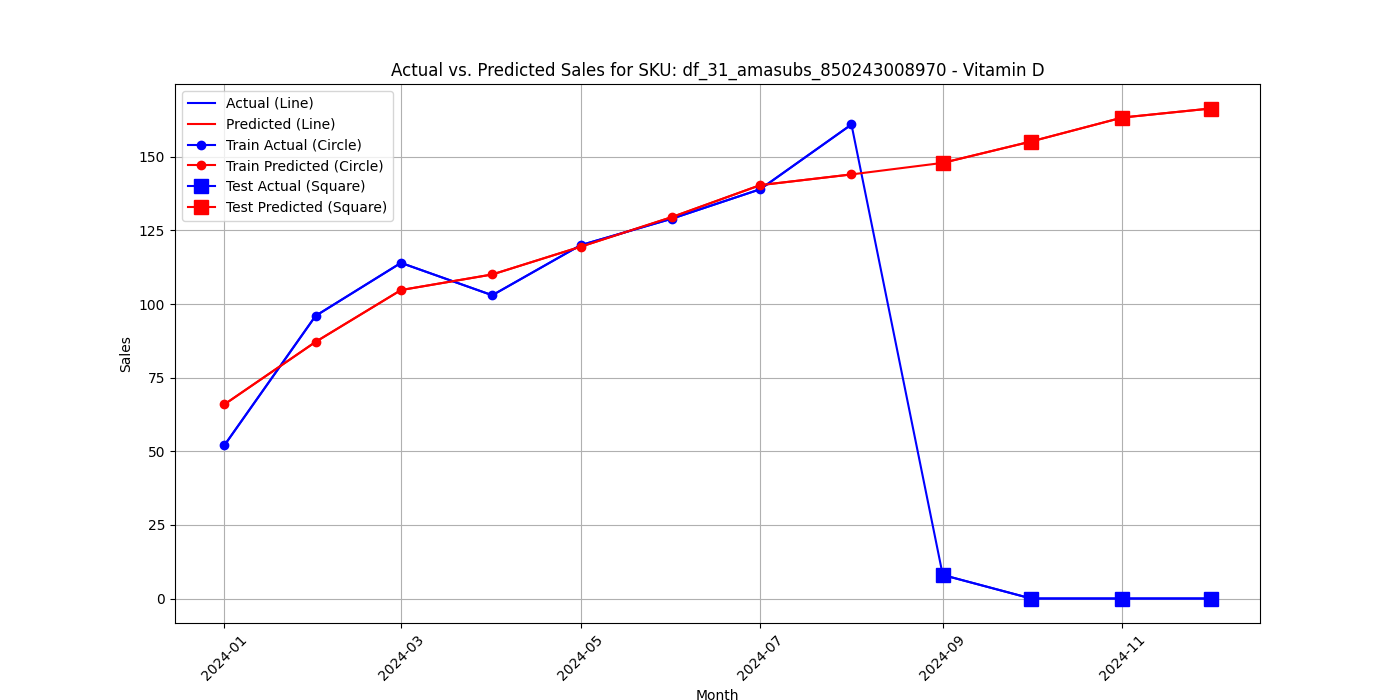 Actual vs. Predicted Sales for SKU: df_31_amasubs_850243008970 - Vitamin D
Actual (Line)
Predicted (Line)
Train Actual (Circle)
Train Predicted (Circle)
Test Actual (Square)
Test Predicted (Square)
150
125
100
75
50
25
0
Sales
2024-01
2024-03
2024-05
2024-07
2024-09
2024-11
Month